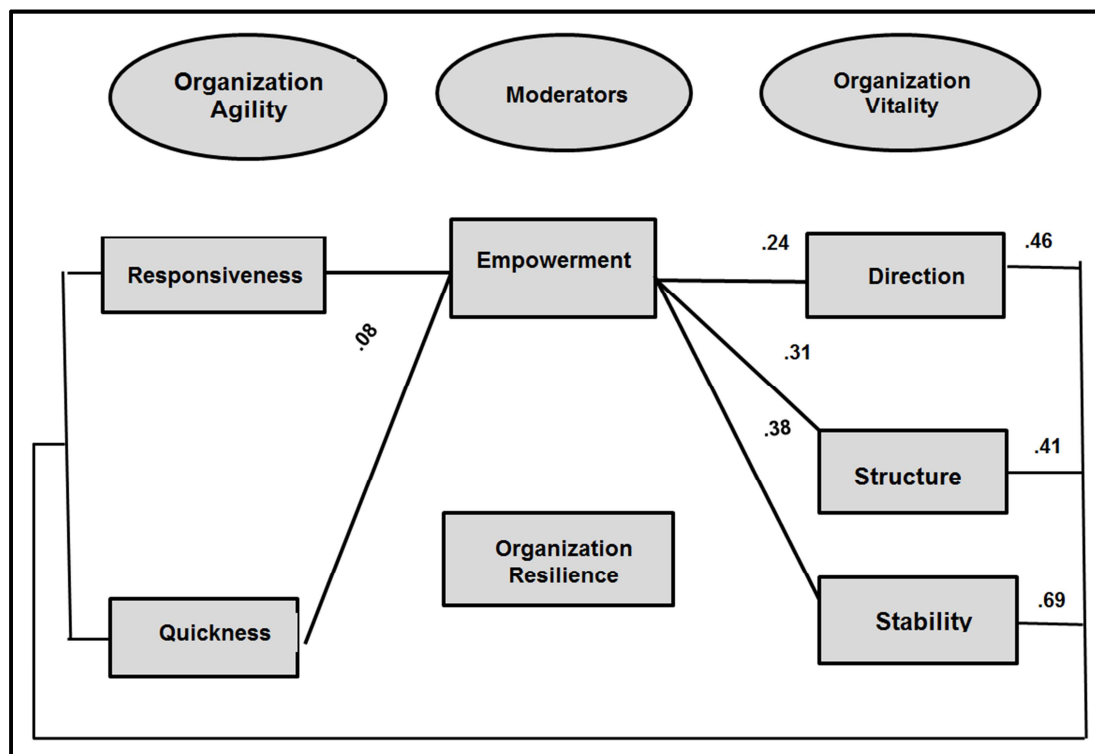 Organization
Agility
Moderators
Organization
Vitality
Responsiveness
Empowerment
.24
Direction
.46
.08
.31
.38
Structure
.41
Organization
Resilience
Quickness
Stability
.69